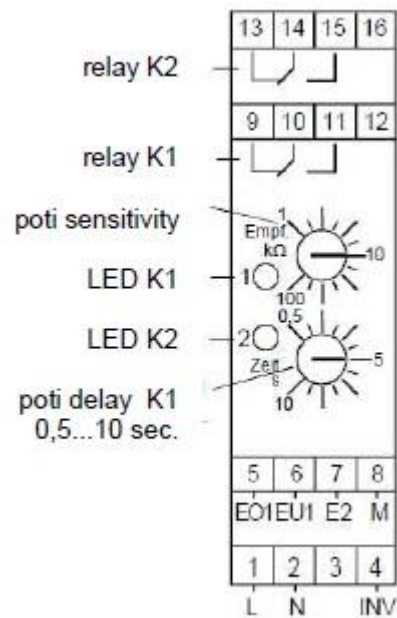 13 14 15 16
relay K2
9 10 11 12
relay K1
poti sensitivity
1
Empf.
kΩ
10
LED K1
1
100
0,5
LED K2
2
Zeit
s
5
10
poti delay K1
0,5...10 sec.
5 6 7 8
EO1 EU1 E2 M
1 2 3 4
L N INV